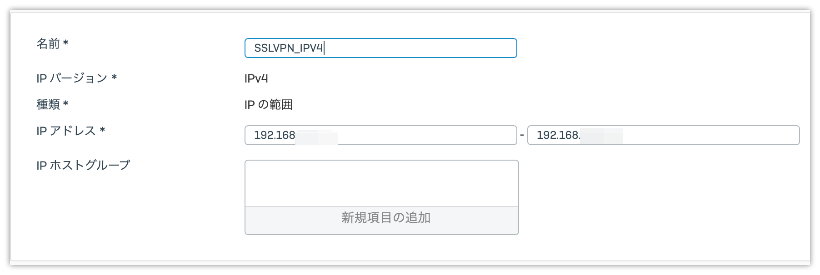 名前 * SSLVPN_IPV4
IP バージョン * IPv4
種類 * IP の範囲
IP アドレス * 192.168 - 192.168.
IP ホストグループ
新規項目の追加